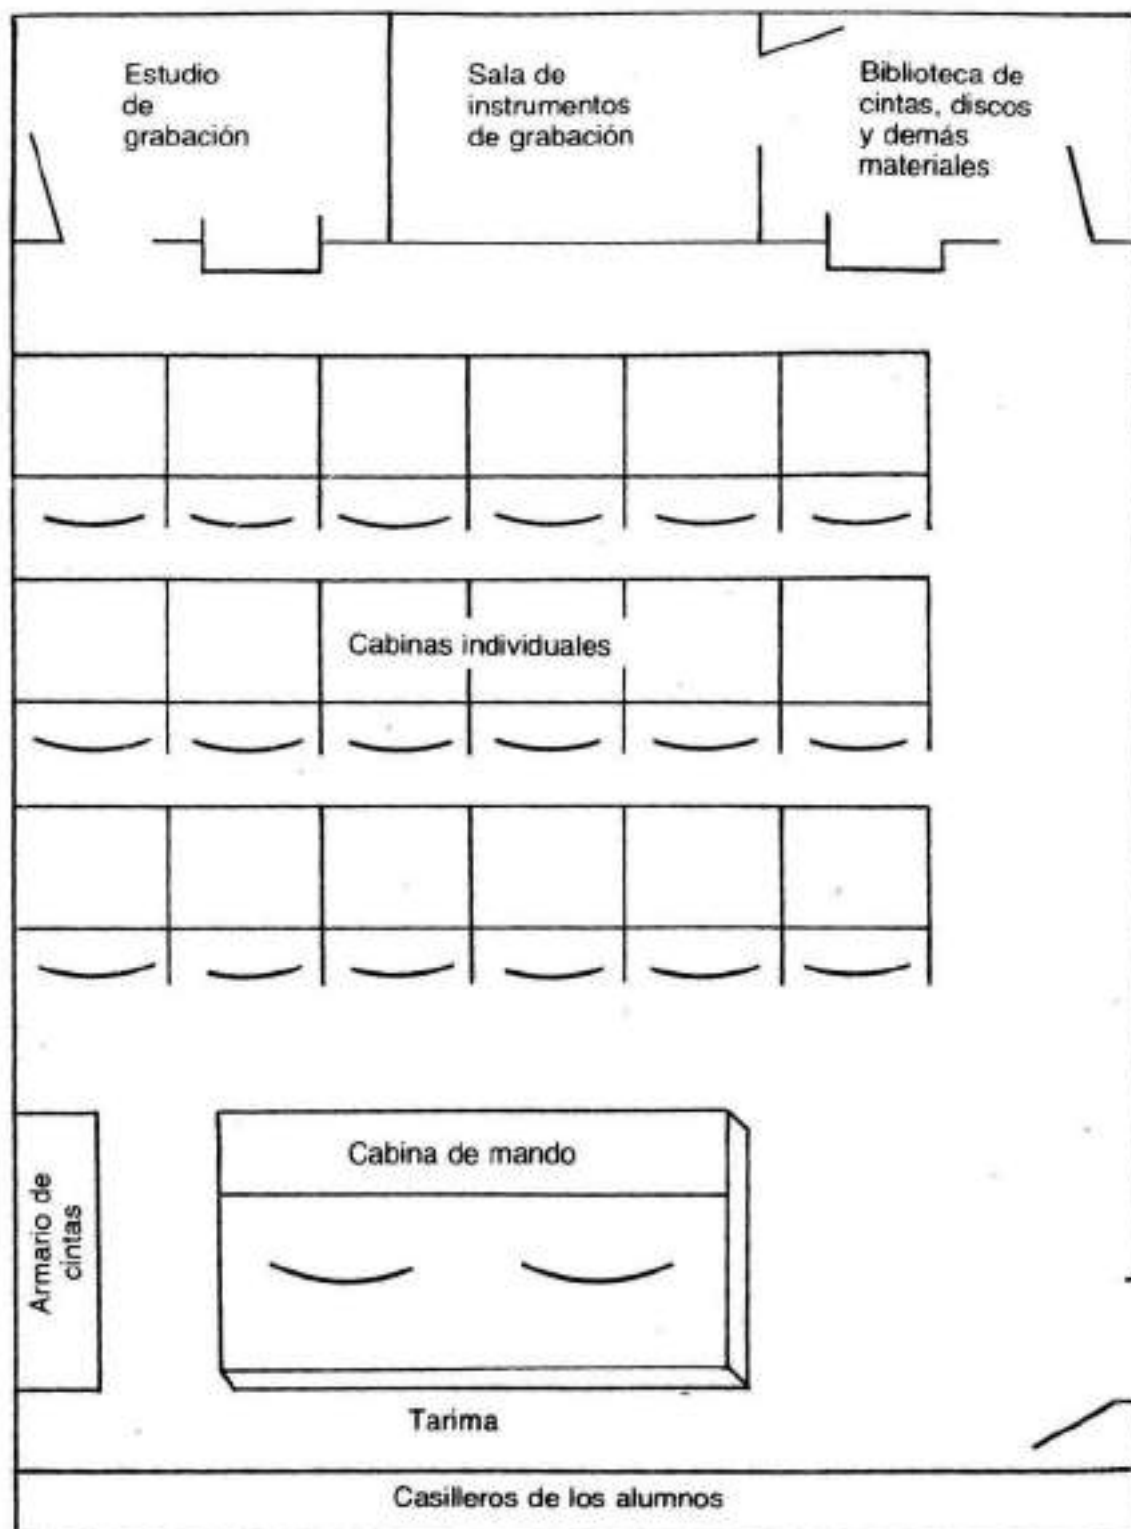 Estudio
de
grabación
Sala de
instrumentos
de grabación
Biblioteca de
cintas, discos
y demás
materiales
Cabinas individuales
Cabina de mando
Armario de
cintas
Tarima
Casilleros de los alumnos